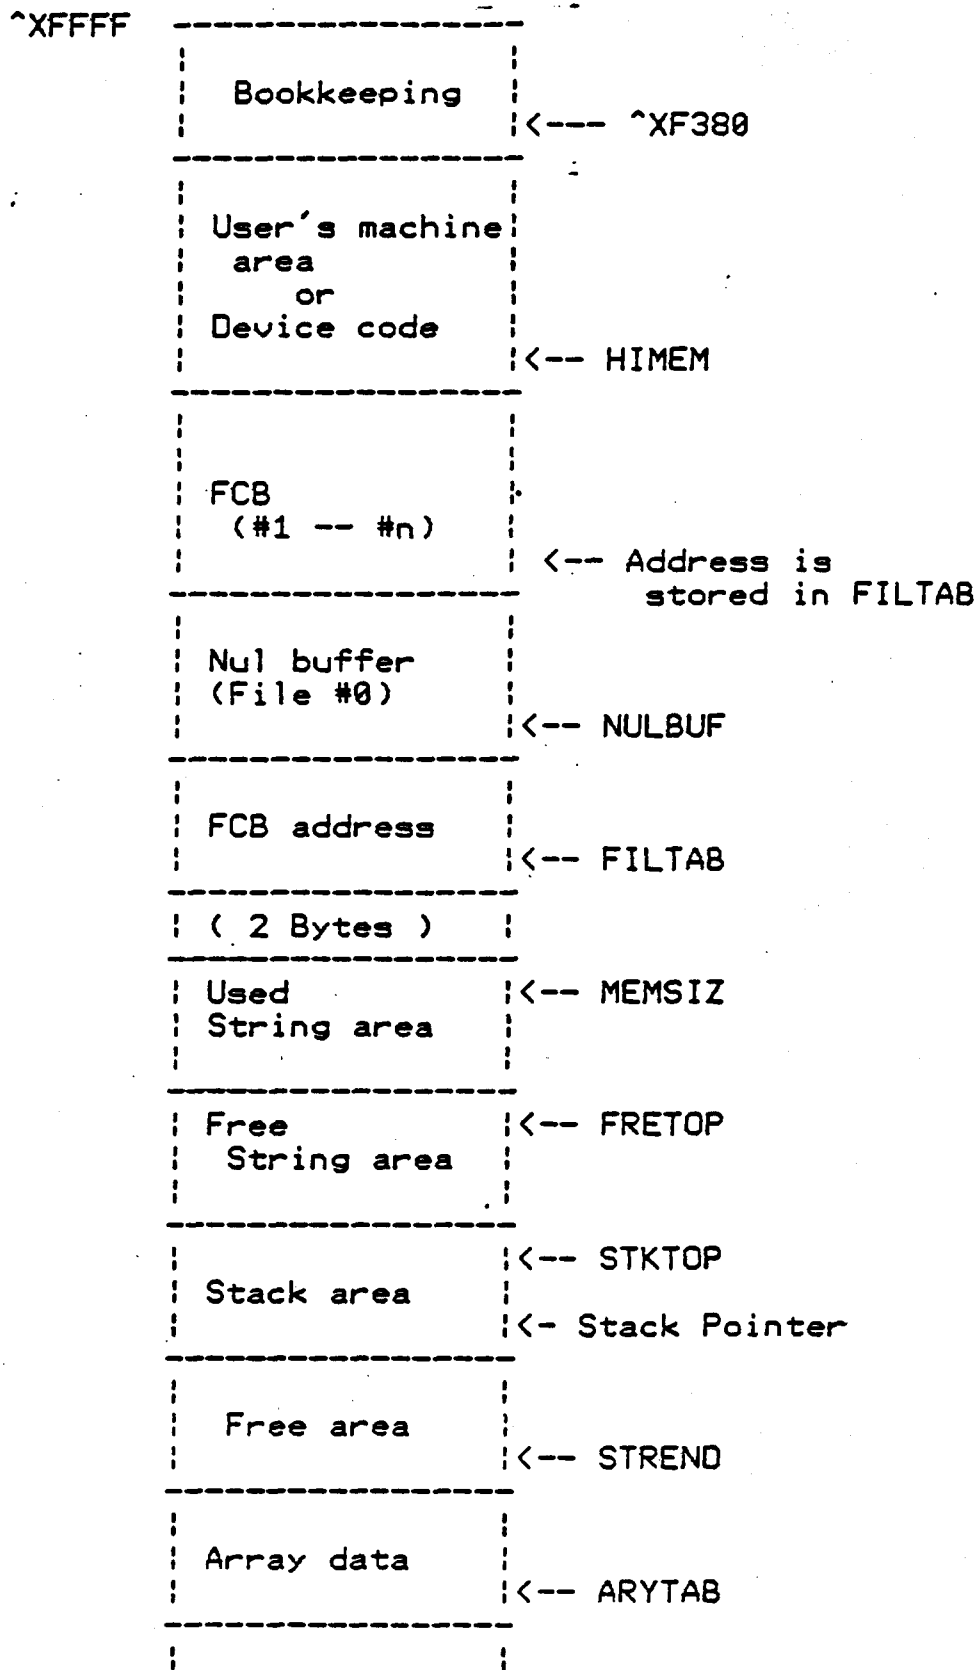 ^XFFFF
Bookkeeping
<--- ^XF380
User's machine
area
or
Device code
<-- HIMEM
FCB
(#1 -- #n)
<-- Address is
stored in FILTAB
Nul buffer
(File #0)
<-- NULBUF
FCB address
<-- FILTAB
( 2 Bytes )
Used <-- MEMSIZ
String area
Free <-- FRETOP
String area
<-- STKTOP
Stack area
<- Stack Pointer
Free area
<-- STREND
Array data
<-- ARYTAB